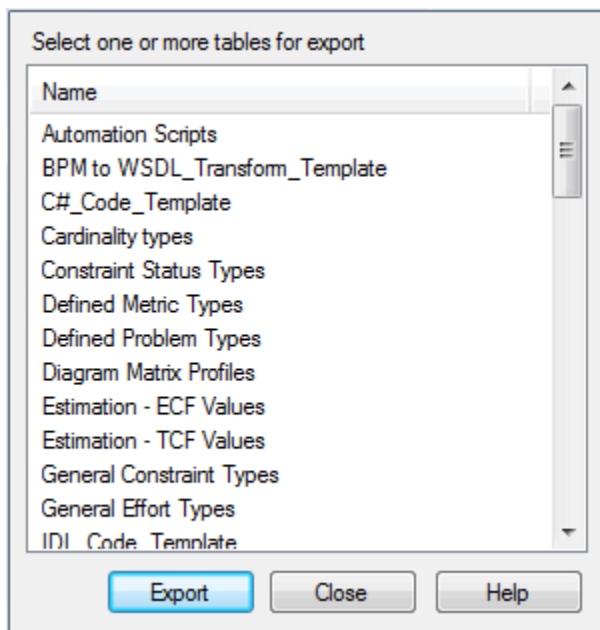 Select one or more tables for export
Name
Automation Scripts
BPM to WSDL_Transform_Template
C#_Code_Template
Cardinality types
Constraint Status Types
Defined Metric Types
Defined Problem Types
Diagram Matrix Profiles
Estimation - ECF Values
Estimation - TCF Values
General Constraint Types
General Effort Types
IDL_Code_Template
Export Close Help